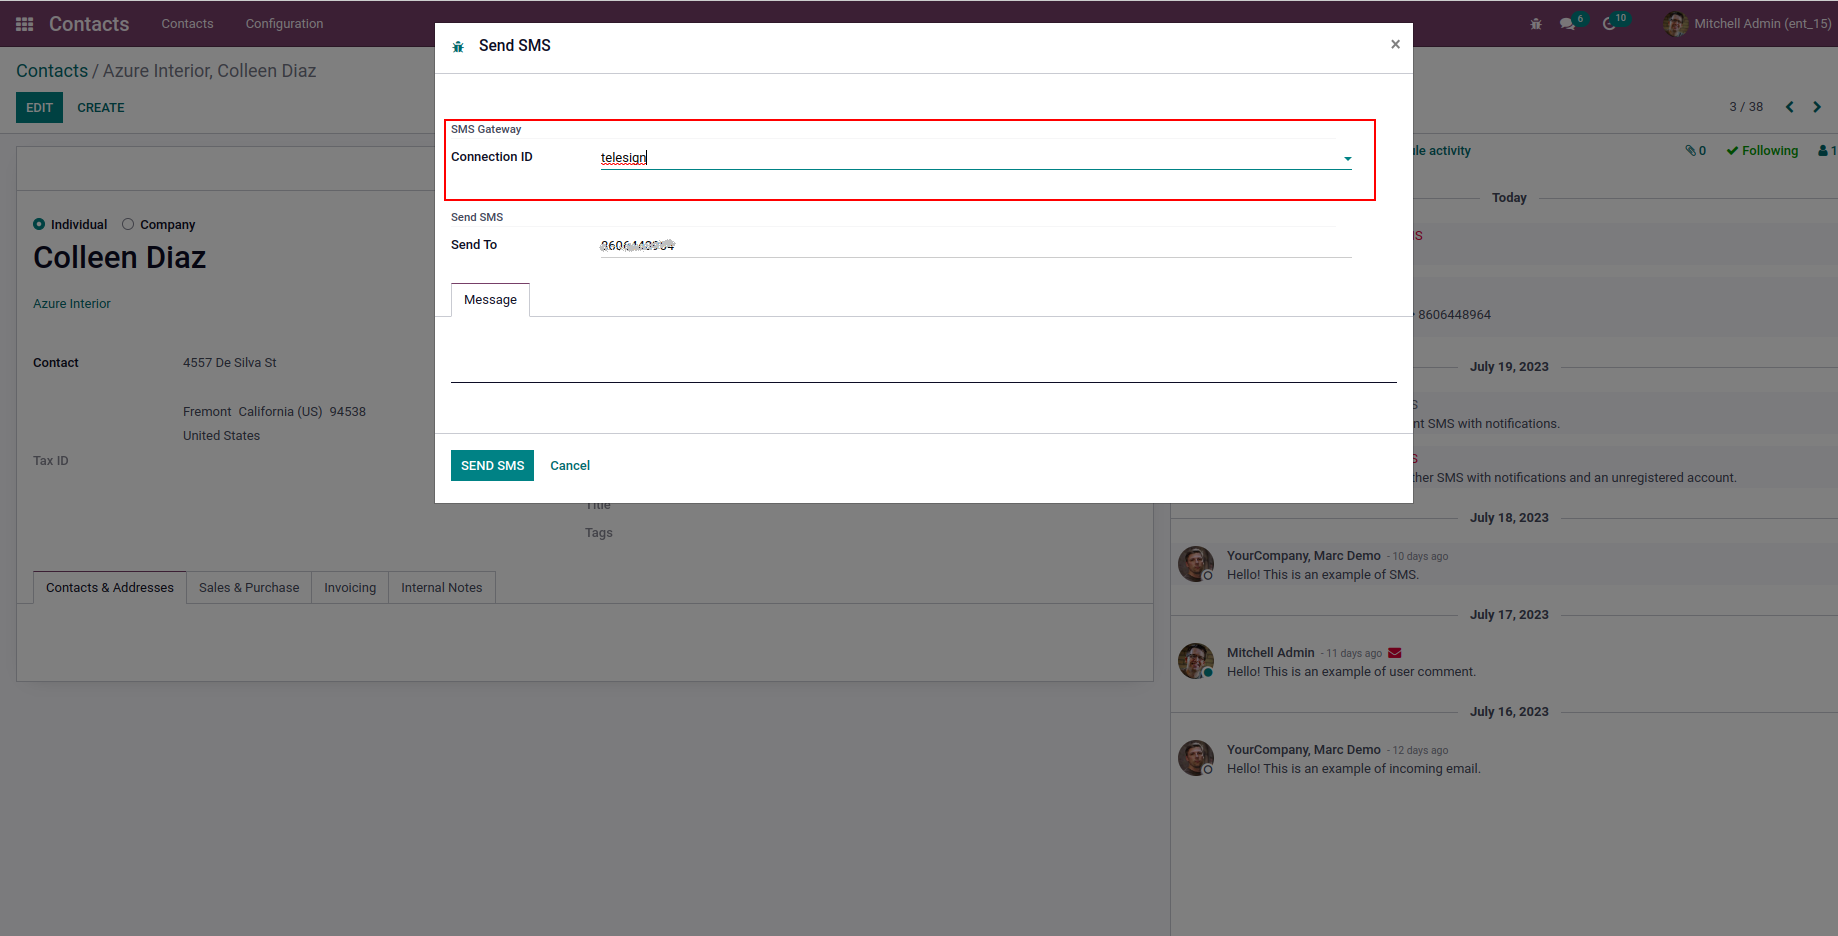 Contacts Contacts Configuration 6 10 Mitchell Admin (ent_15)
Send SMS ×
Contacts / Azure Interior, Colleen Diaz
EDIT CREATE
3 / 38
SMS Gateway
Connection ID telesign
activity 0 Following 1
Today
Send SMS
Send To
Individual Company
Colleen Diaz
Azure Interior
Message
8606448964
Contact 4557 De Silva St
Fremont California (US) 94538
United States
Tax ID
SEND SMS Cancel
Title
Tags
July 19, 2023
SMS with notifications.
SMS with notifications and an unregistered account.
July 18, 2023
YourCompany, Marc Demo - 10 days ago
Hello! This is an example of SMS.
Contacts & Addresses Sales & Purchase Invoicing Internal Notes
July 17, 2023
Mitchell Admin - 11 days ago
Hello! This is an example of user comment.
July 16, 2023
YourCompany, Marc Demo - 12 days ago
Hello! This is an example of incoming email.